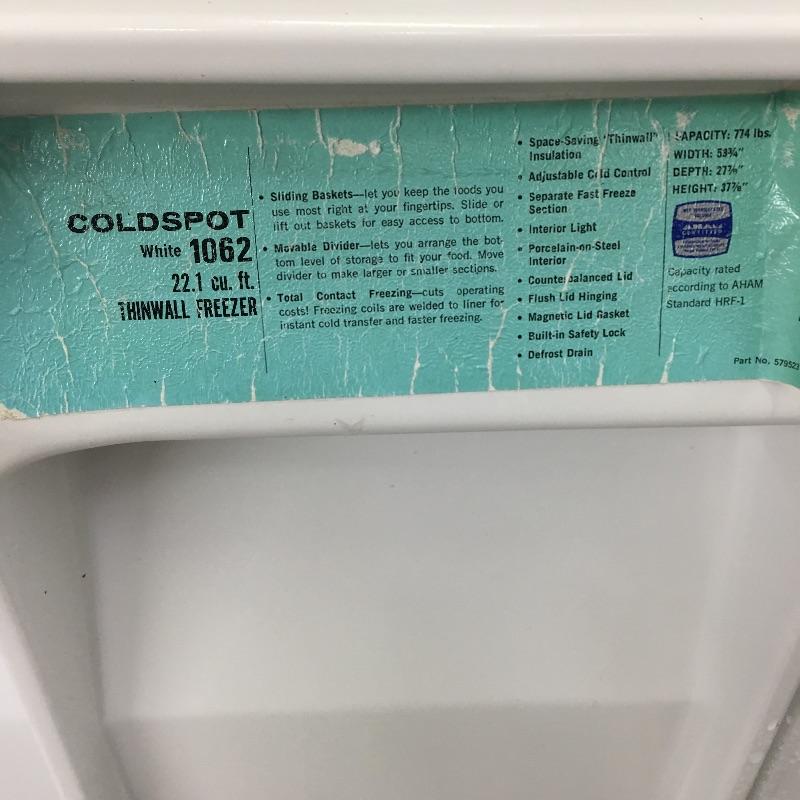 COLDSPOT
White 1062
22.1 cu. ft.
THINWALL FREEZER
• Sliding Baskets—let you keep the foods you
use most right at your fingertips. Slide or
lift out baskets for easy access to bottom.
• Movable Divider—lets you arrange the bot-
tom level of storage to fit your food. Move
divider to make larger or smaller sections.
• Total Contact Freezing—cuts operating
costs! Freezing coils are welded to liner for
instant cold transfer and faster freezing.
• Space-Saving "Thinwall"
Insulation
• Adjustable Cold Control
• Separate Fast Freeze
Section
• Interior Light
• Porcelain-on-Steel
Interior
• Counterbalanced Lid
• Flush Lid Hinging
• Magnetic Lid Gasket
• Built-in Safety Lock
• Defrost Drain
CAPACITY: 774 lbs.
WIDTH: 53¾"
DEPTH: 27⅞"
HEIGHT: 37⅞"
CERTIFIED
Capacity rated
according to AHAM
Standard HRF-1
Part No. 579523